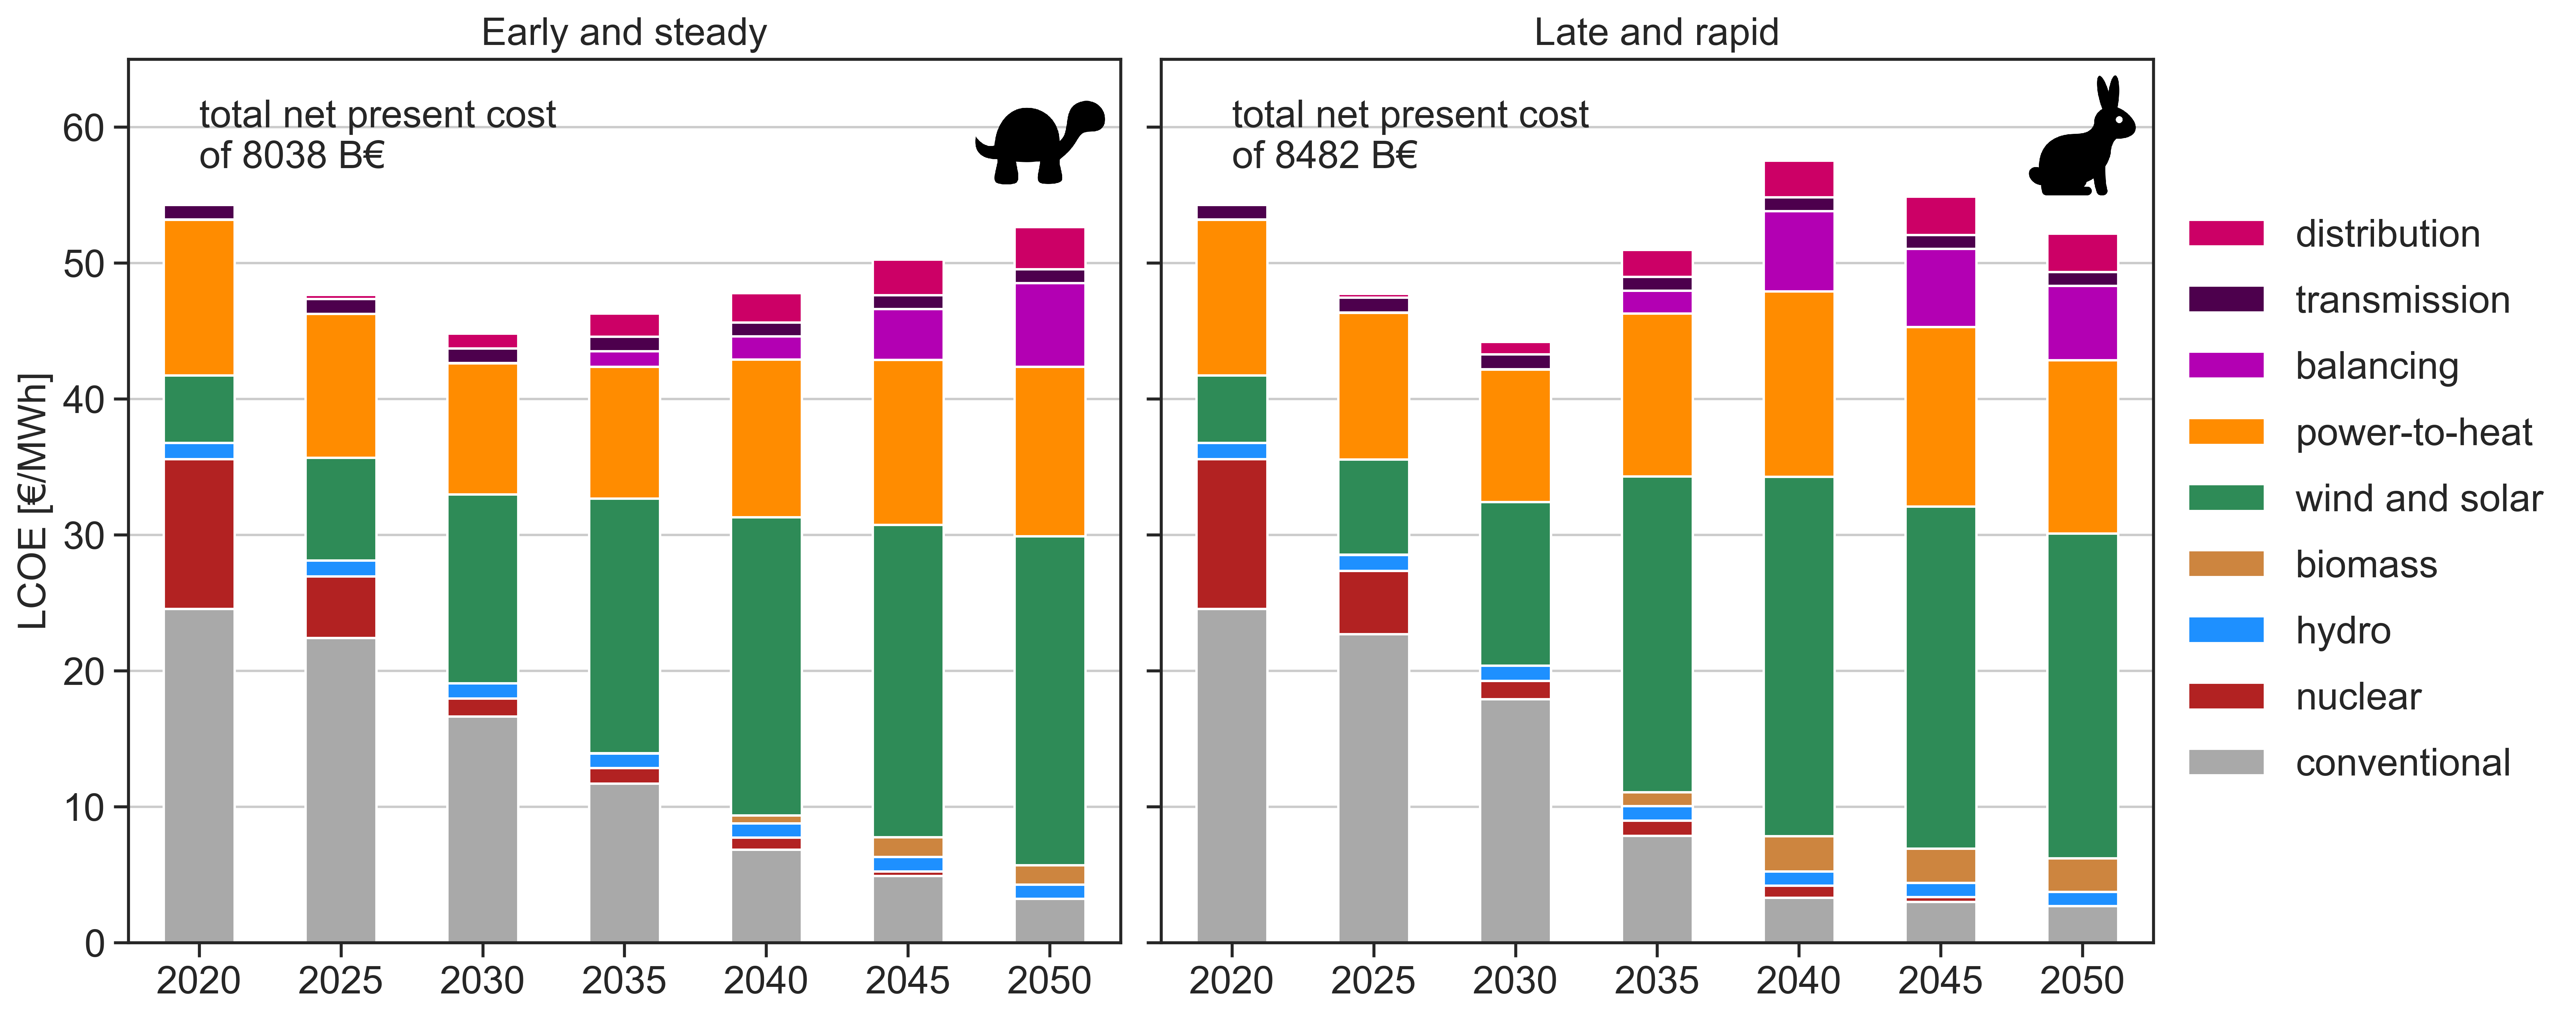 Early and steady
Late and rapid
total net present cost
of 8038 B€
total net present cost
of 8482 B€
LCOE [€/MWh]
60
50
40
30
20
10
0
2020 2025 2030 2035 2040 2045 2050
2020 2025 2030 2035 2040 2045 2050
distribution
transmission
balancing
power-to-heat
wind and solar
biomass
hydro
nuclear
conventional